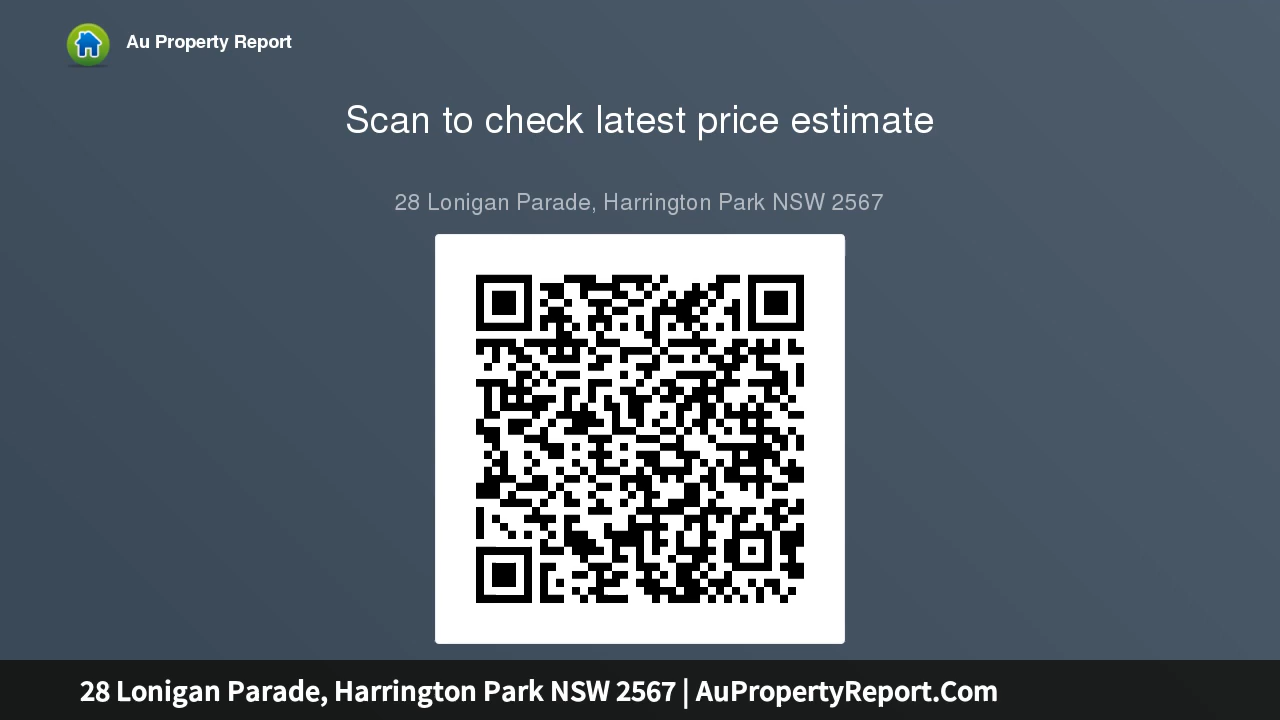 Au Property Report
Scan to check latest price estimate
28 Lonigan Parade, Harrington Park NSW 2567
28 Lonigan Parade, Harrington Park NSW 2567 | AuPropertyReport.Com